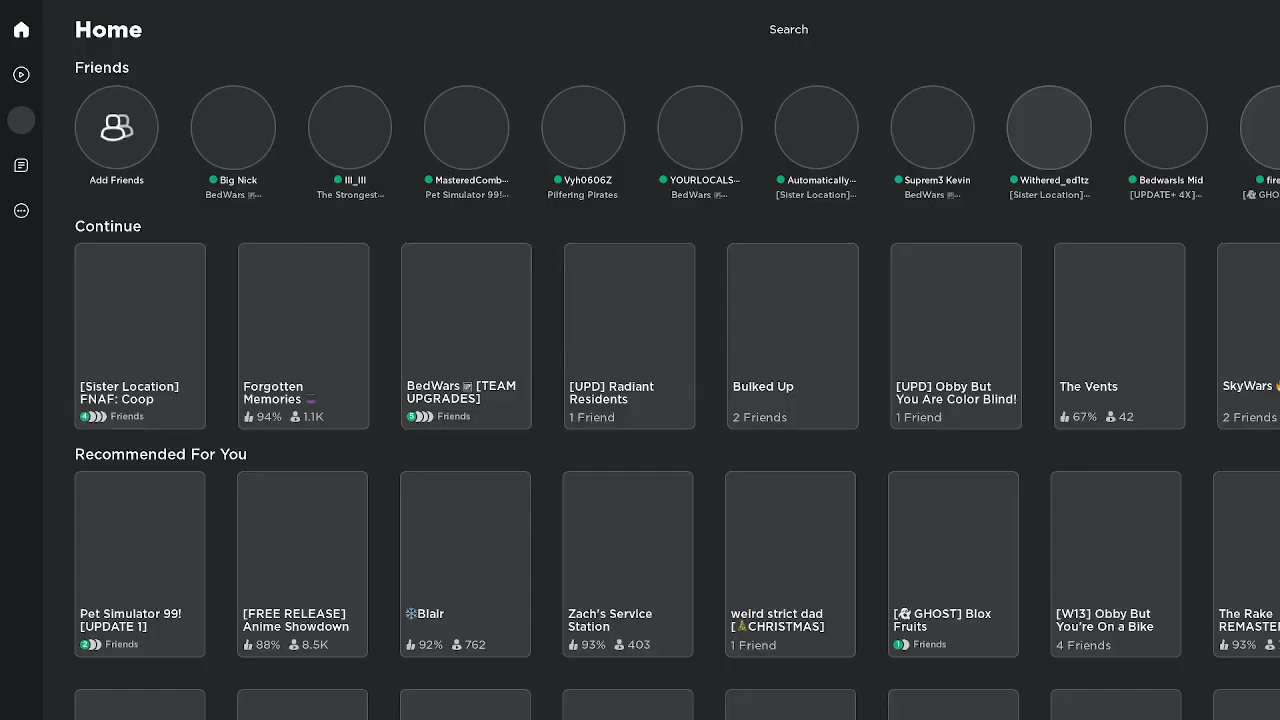 Home
Search
Friends
Add Friends
Big Nick
BedWars
III_III
The Strongest...
MasteredComb...
Pet Simulator 99!...
Vyh0606Z
Pilfering Pirates
YOURLOCALS...
BedWars
Automatically...
[Sister Location]...
Suprem3 Kevin
BedWars
Withered_ed1tz
[Sister Location]...
BedwarsIs Mid
[UPDATE+ 4X]...
Continue
[Sister Location]
FNAF: Coop
4 Friends
Forgotten
Memories
94% 1.1K
BedWars [TEAM
UPGRADES]
5 Friends
[UPD] Radiant
Residents
1 Friend
Bulked Up
2 Friends
[UPD] Obby But
You Are Color Blind!
1 Friend
The Vents
67% 42
SkyWars
2 Friends
Recommended For You
Pet Simulator 99!
[UPDATE 1]
2 Friends
[FREE RELEASE]
Anime Showdown
88% 8.5K
❄️Blair
92% 762
Zach's Service
Station
93% 403
weird strict dad
[🎄CHRISTMAS]
1 Friend
[👻 GHOST] Blox
Fruits
1 Friends
[W13] Obby But
You're On a Bike
4 Friends
The Rake
93%